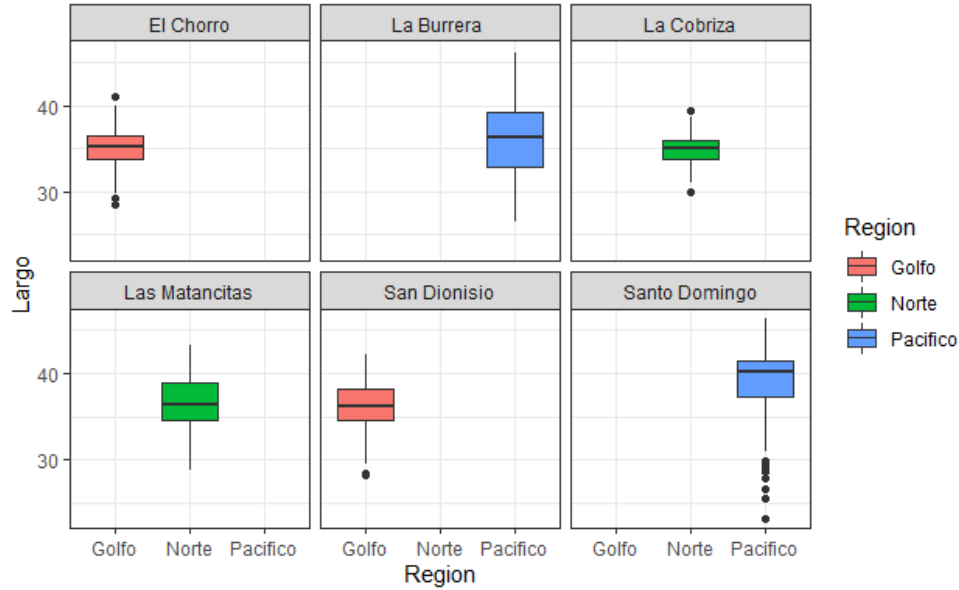 El Chorro
La Burrera
La Cobriza
40
30
Las Matancitas
San Dionisio
Santo Domingo
40
30
Golfo Norte Pacifico
Golfo Norte Pacifico
Golfo Norte Pacifico
Region
Largo
Region
Golfo
Norte
Pacifico